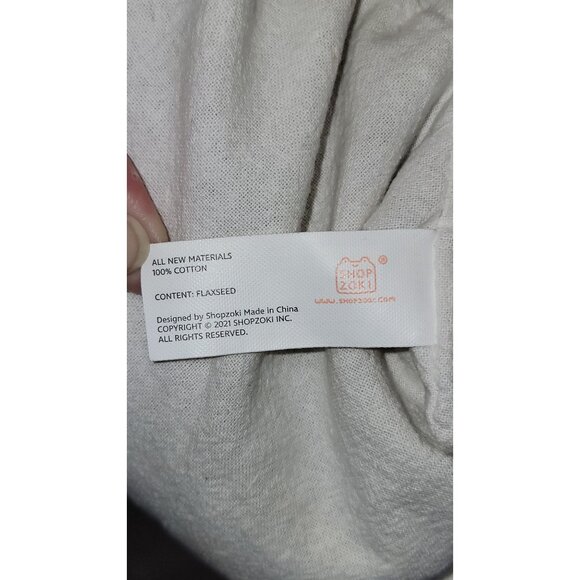 ALL NEW MATERIALS
100% COTTON
CONTENT: FLAXSEED
Designed by Shopzoki Made in China
COPYRIGHT © 2021 SHOPZOKI INC.
ALL RIGHTS RESERVED.
SHOP
ZOKI ®
www.shopzoki.com